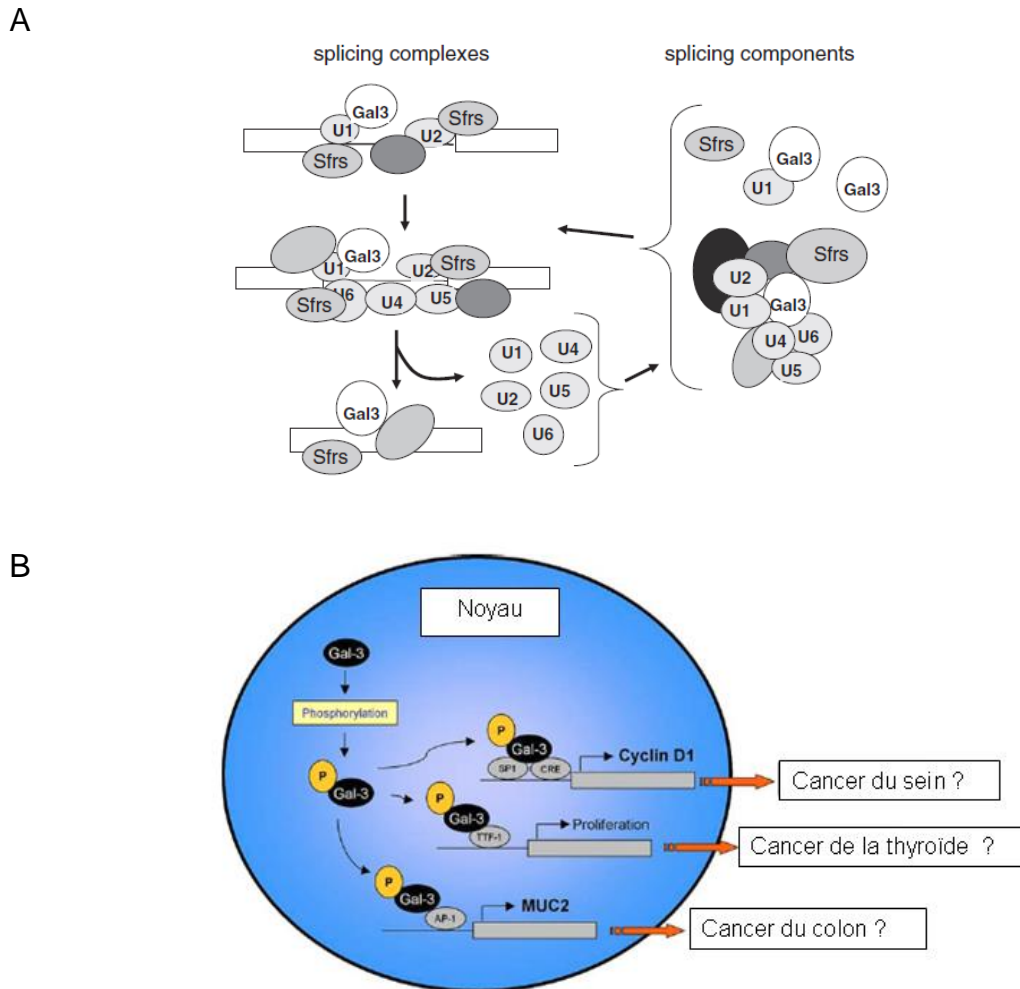 A
splicing complexes
splicing components
Gal3
U1
U2
Sfrs
Sfrs
Sfrs
Gal3
U1
Gal3
Gal3
U1
U2
Sfrs
Sfrs
U6
U4
U5
U2
Sfrs
U1
Gal3
U4
U6
U5
U1
U4
U2
U5
U6
Gal3
Sfrs
B
Noyau
Gal-3
Phosphorylation
P
Gal-3
P
Gal-3
SP1
CRE
Cyclin D1
Cancer du sein ?
P
Gal-3
TTF-1
Proliferation
Cancer de la thyroïde ?
P
Gal-3
AP-1
MUC2
Cancer du colon ?